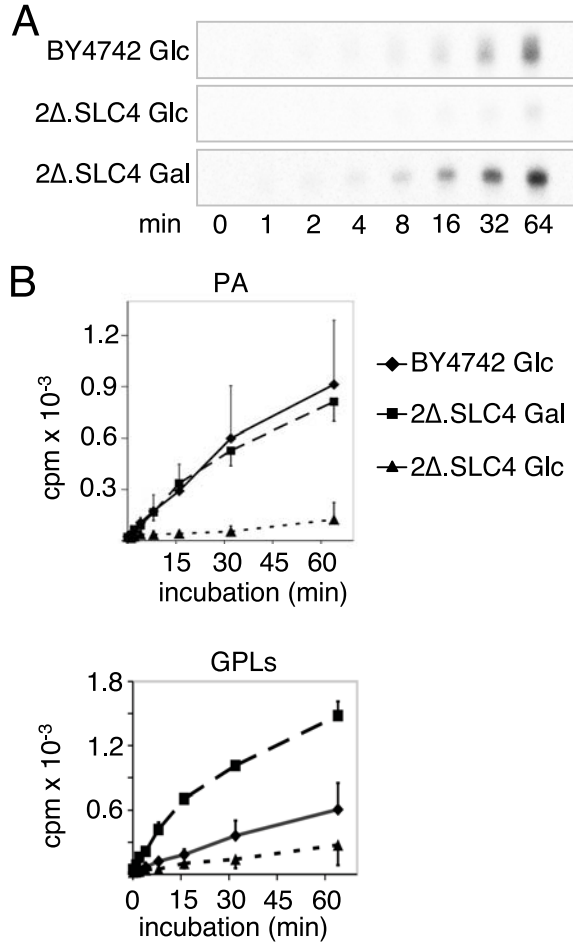 A
BY4742 Glc
2Δ.SLC4 Glc
2Δ.SLC4 Gal
min 0 1 2 4 8 16 32 64
B
PA
1.2
0.9
0.6
0.3
cpm x 10⁻³
15 30 45 60
incubation (min)
BY4742 Glc
2Δ.SLC4 Gal
2Δ.SLC4 Glc
GPLs
1.8
1.2
0.6
cpm x 10⁻³
0 15 30 45 60
incubation (min)